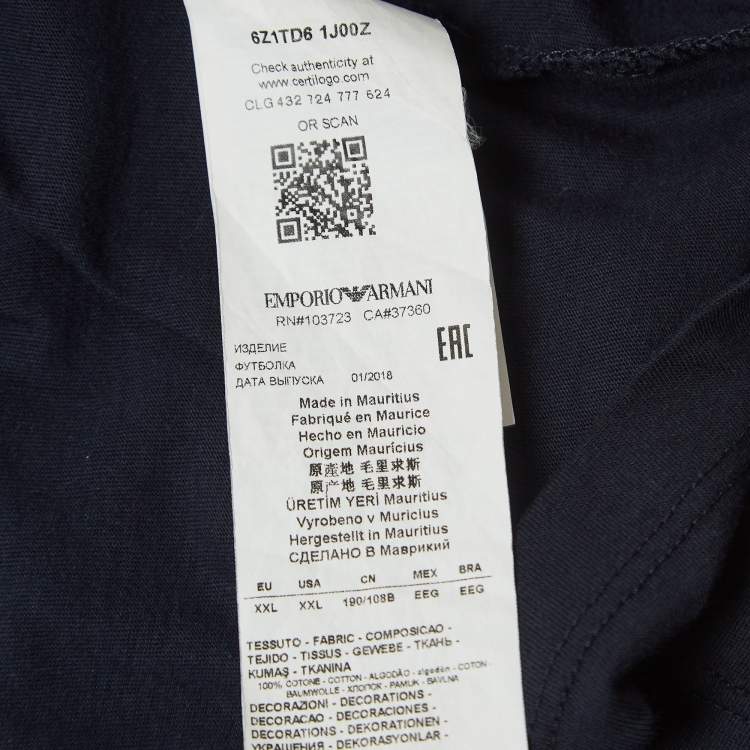 6Z1TD6 1J00Z
Check authenticity at
www.certilogo.com
CLG 432 724 777 624
OR SCAN
EMPORIO ARMANI
RN#103723 CA#37360
EAC
ИЗДЕЛИЕ
ФУТБОЛКА
ДАТА ВЫПУСКА 01/2018
Made in Mauritius
Fabriqué en Maurice
Hecho en Mauricio
Origem Maurícius
原產地 毛里求斯
原产地 毛里求斯
ÜRETİM YERİ Mauritius
Vyrobeno v Muricius
Hergestellt in Mauritius
СДЕЛАНО В Маврикий
EU USA CN MEX BRA
XXL XXL 190/108B EEG EEG
TESSUTO - FABRIC - COMPOSICAO -
TEJIDO - TISSUS - GEWEBE - ТКАНЬ -
KUMAŞ - TKANINA
100% COTONE - COTTON - ALGODÃO - algodón - COTTON -
BAUMWOLLE - ХЛОПОК - PAMUK - BAVLNA
DECORAZIONI - DECORATIONS -
DECORACAO - DECORACIONES -
DECORATIONS - DEKORATIONEN -
УКРАШЕНИЯ - DEKORASYONLAR -